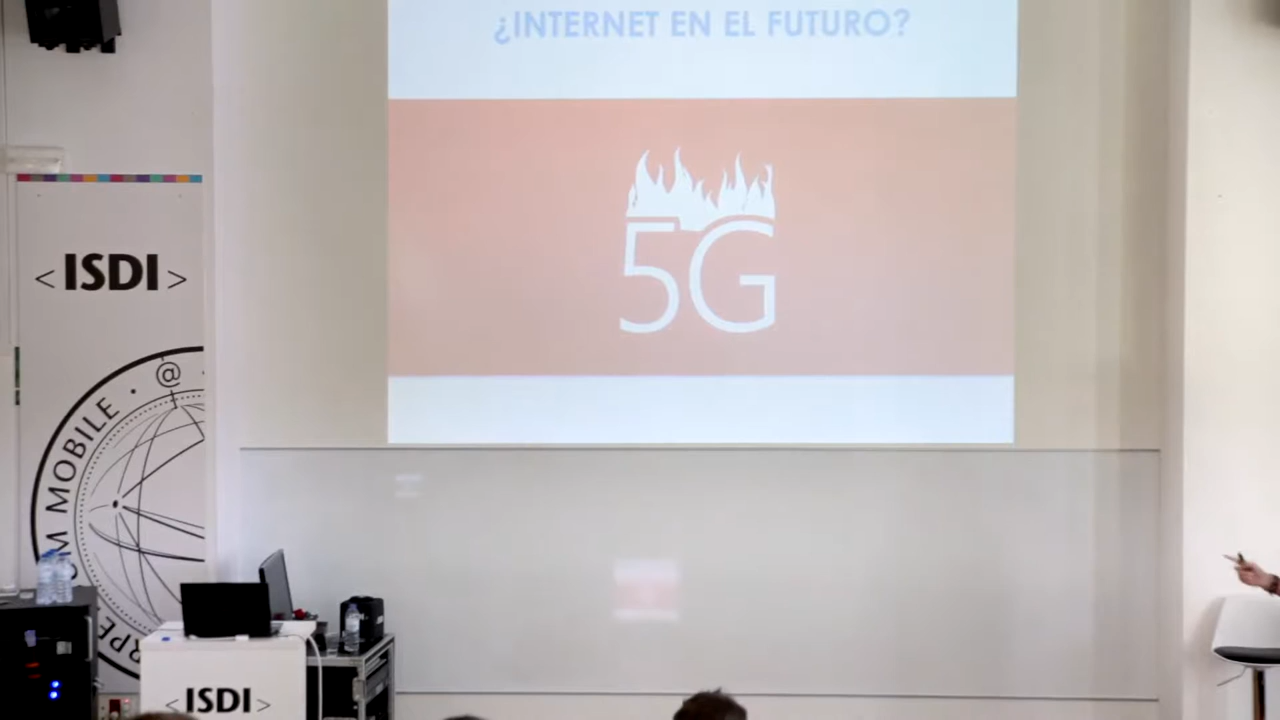 ¿INTERNET EN EL FUTURO?
5G
<ISDI>
MOBILE · @
<ISDI>